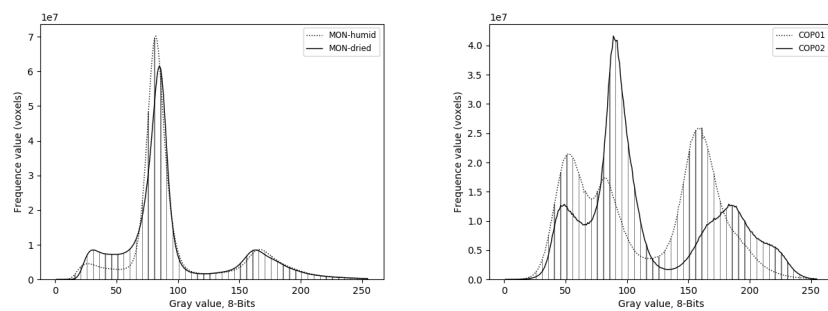 1e7
MON-humid
MON-dried
7
6
5
4
3
2
1
0
Frequence value (voxels)
0 50 100 150 200 250
Gray value, 8-Bits
1e7
COP01
COP02
4.0
3.5
3.0
2.5
2.0
1.5
1.0
0.5
0.0
Frequence value (voxels)
0 50 100 150 200 250
Gray value, 8-Bits